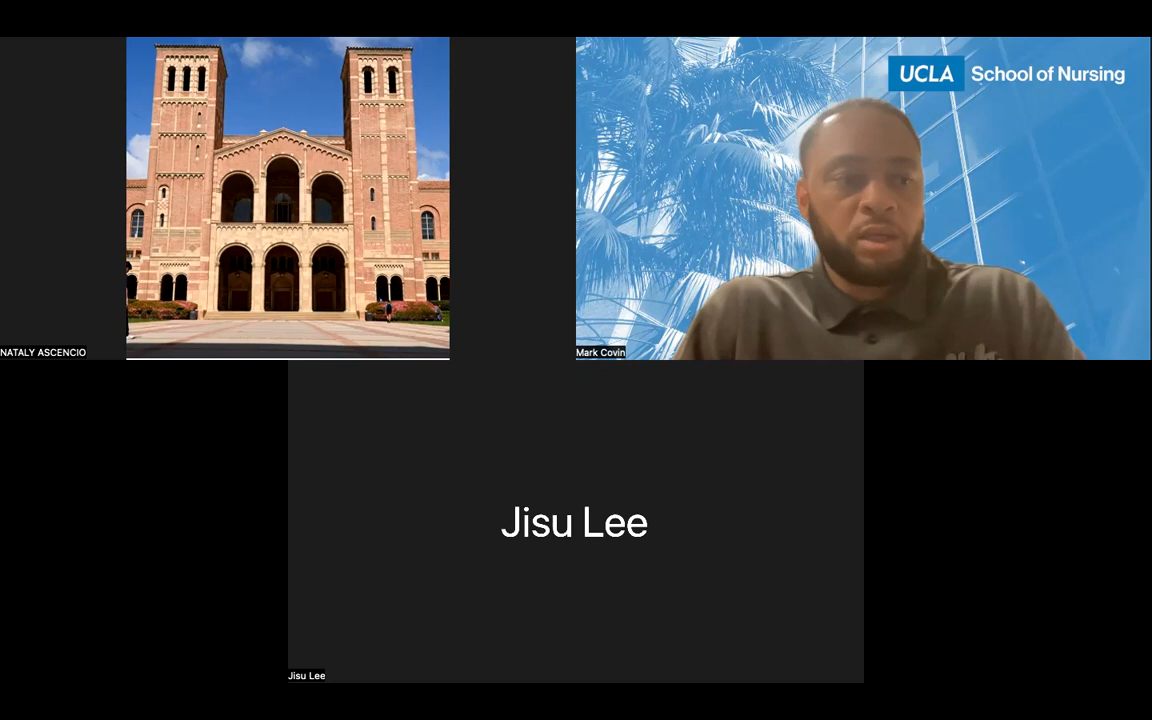 UCLA School of Nursing
NATALY ASCENCIO
Mark Covin
Jisu Lee
Jisu Lee